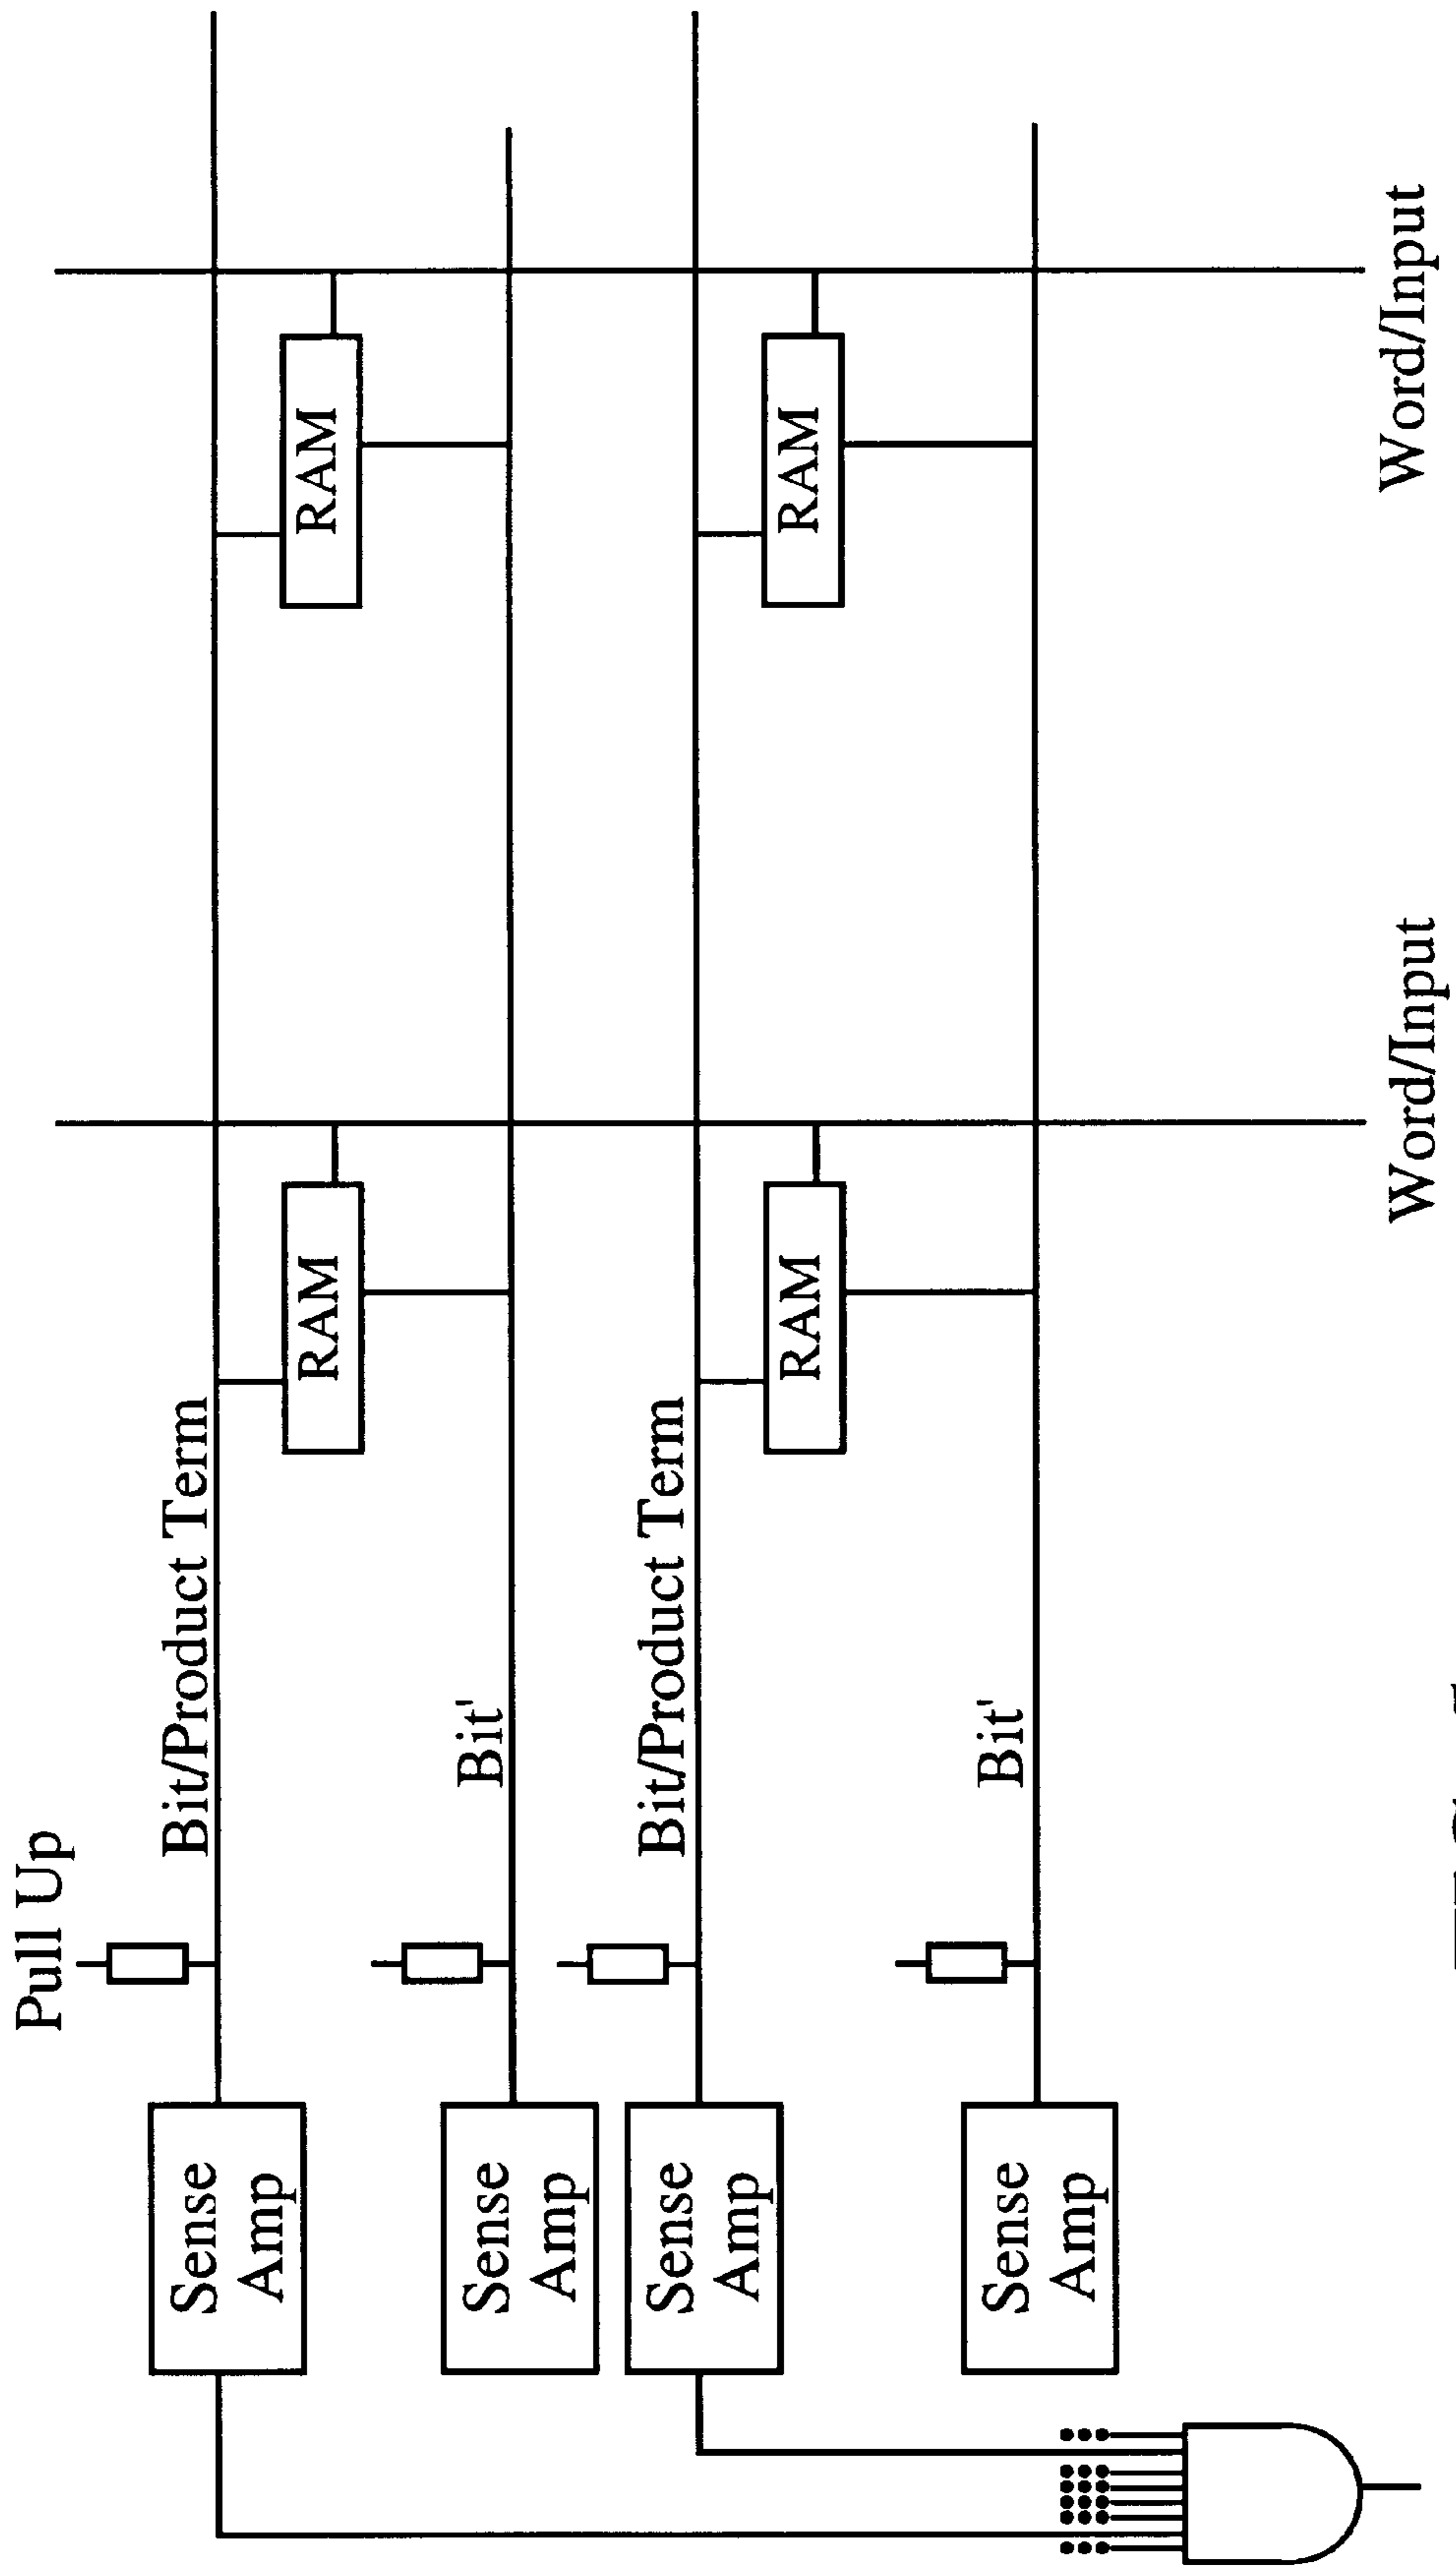 Pull Up
Bit/Product Term
Sense
Amp
RAM
RAM
Bit'
Sense
Amp
Bit/Product Term
Sense
Amp
RAM
RAM
Bit'
Sense
Amp
Word/Input
Word/Input